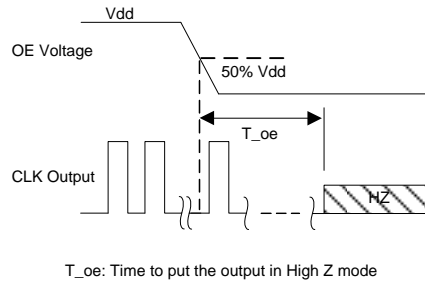 Vdd
OE Voltage
50% Vdd
T_oe
CLK Output
HZ
T_oe: Time to put the output in High Z mode